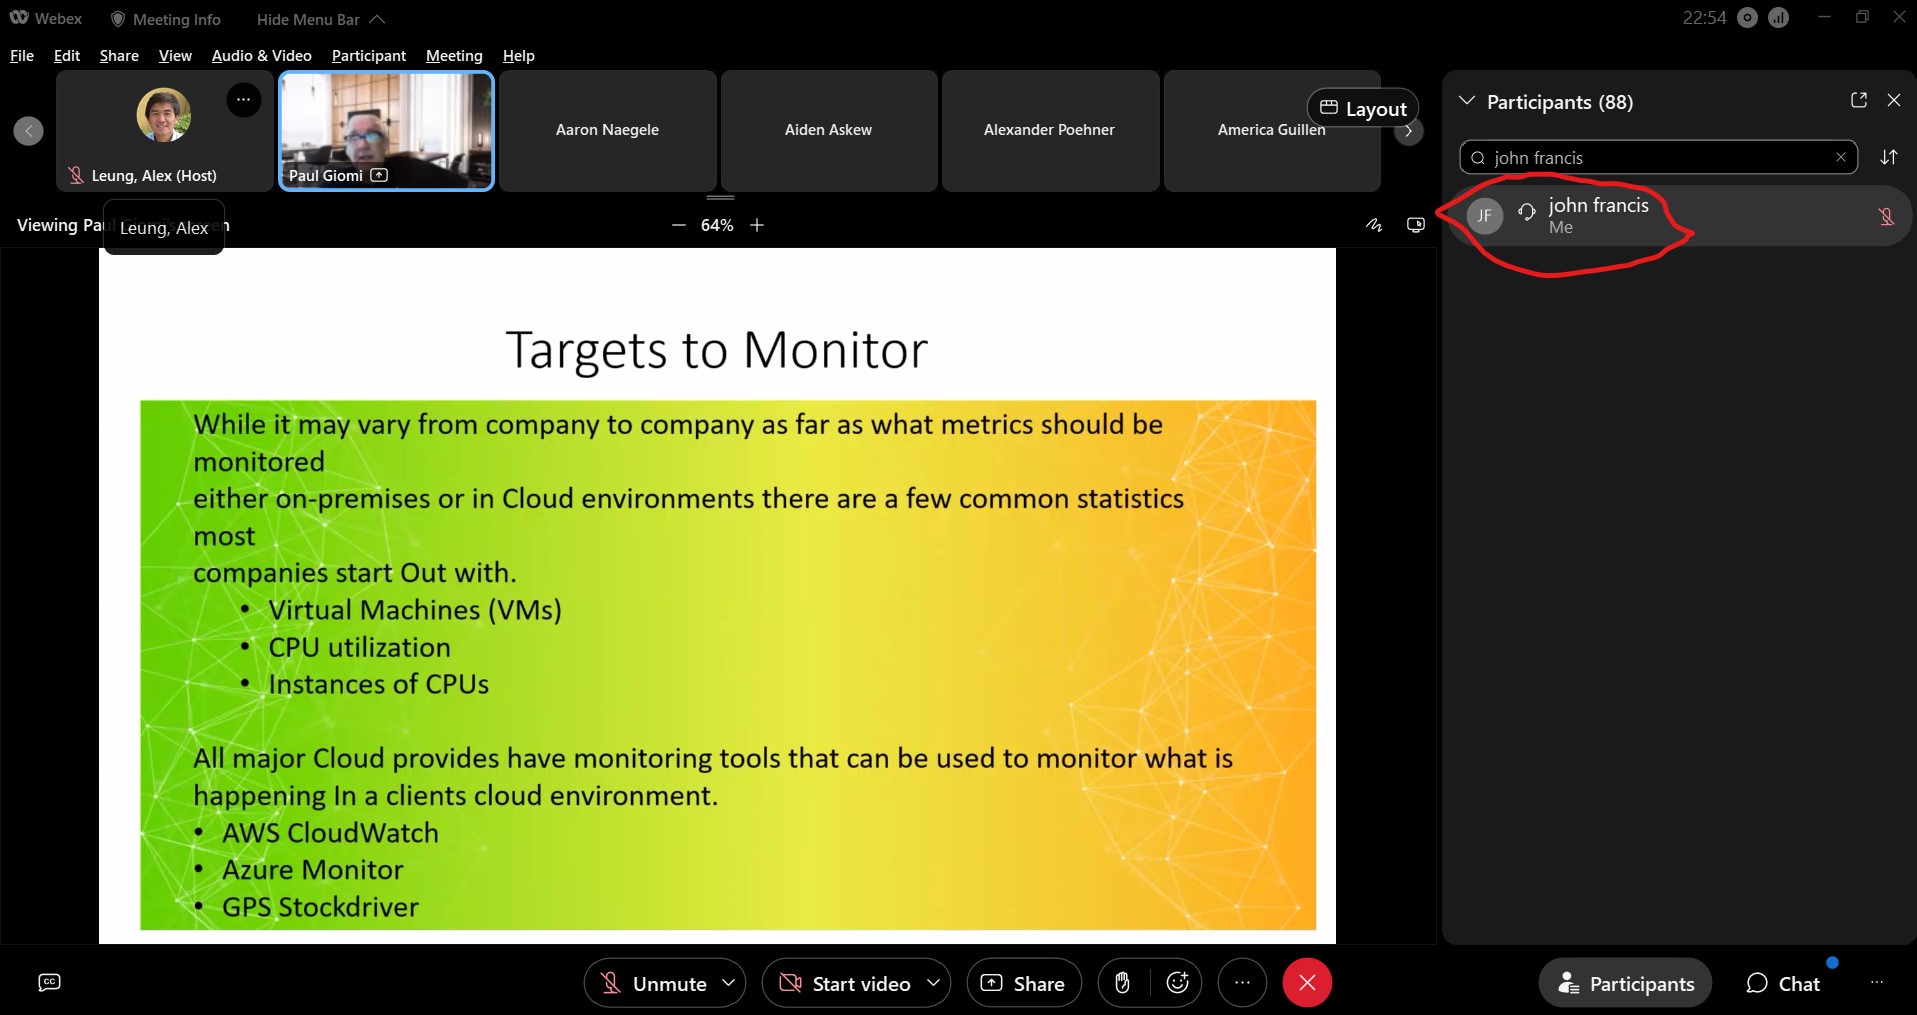 Webex Meeting Info Hide Menu Bar 22:54
File Edit Share View Audio & Video Participant Meeting Help
Leung, Alex (Host)
Paul Giomi
Aaron Naegele
Aiden Askew
Alexander Poehner
America Guillen
Layout
Participants (88)
john francis
JF john francis
Me
Viewing Pau
n
Leung, Alex
64%
Targets to Monitor
While it may vary from company to company as far as what metrics should be
monitored
either on-premises or in Cloud environments there are a few common statistics
most
companies start Out with.
• Virtual Machines (VMs)
• CPU utilization
• Instances of CPUs
All major Cloud provides have monitoring tools that can be used to monitor what is
happening In a clients cloud environment.
• AWS CloudWatch
• Azure Monitor
• GPS Stockdriver
CC
Unmute Start video Share
Participants Chat